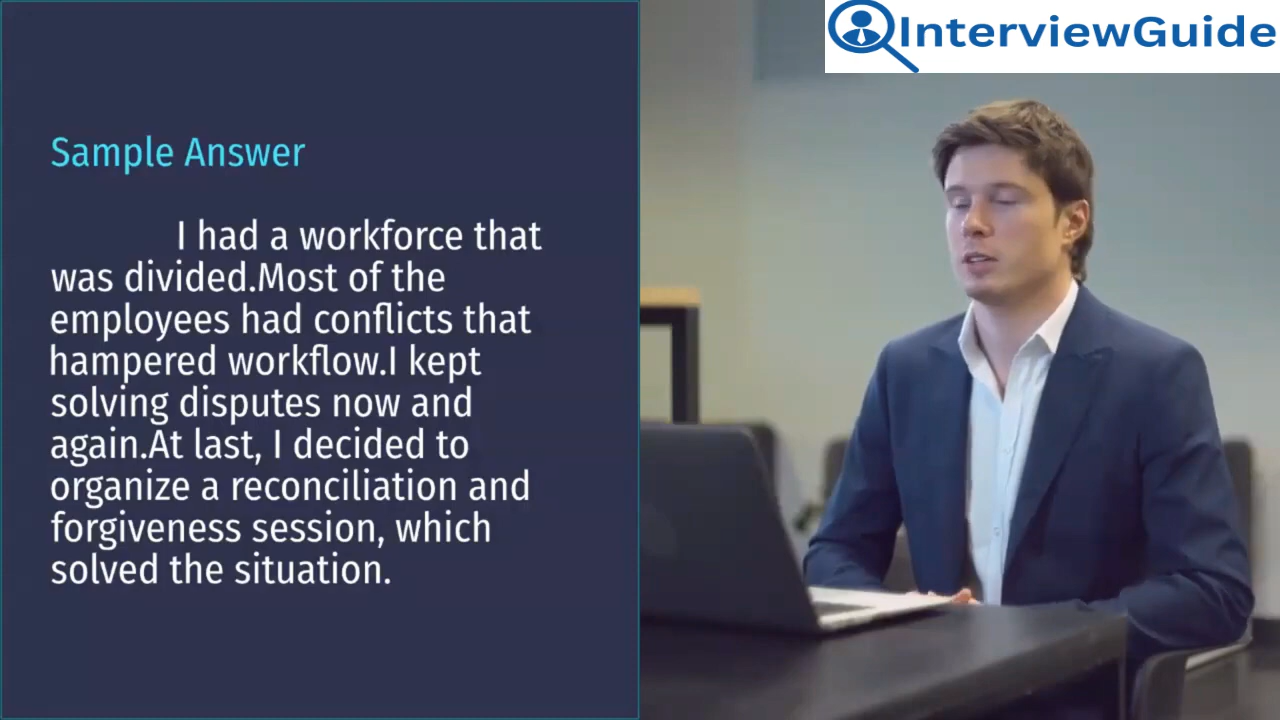 InterviewGuide
Sample Answer
I had a workforce that
was divided.Most of the
employees had conflicts that
hampered workflow.I kept
solving disputes now and
again.At last, I decided to
organize a reconciliation and
forgiveness session, which
solved the situation.